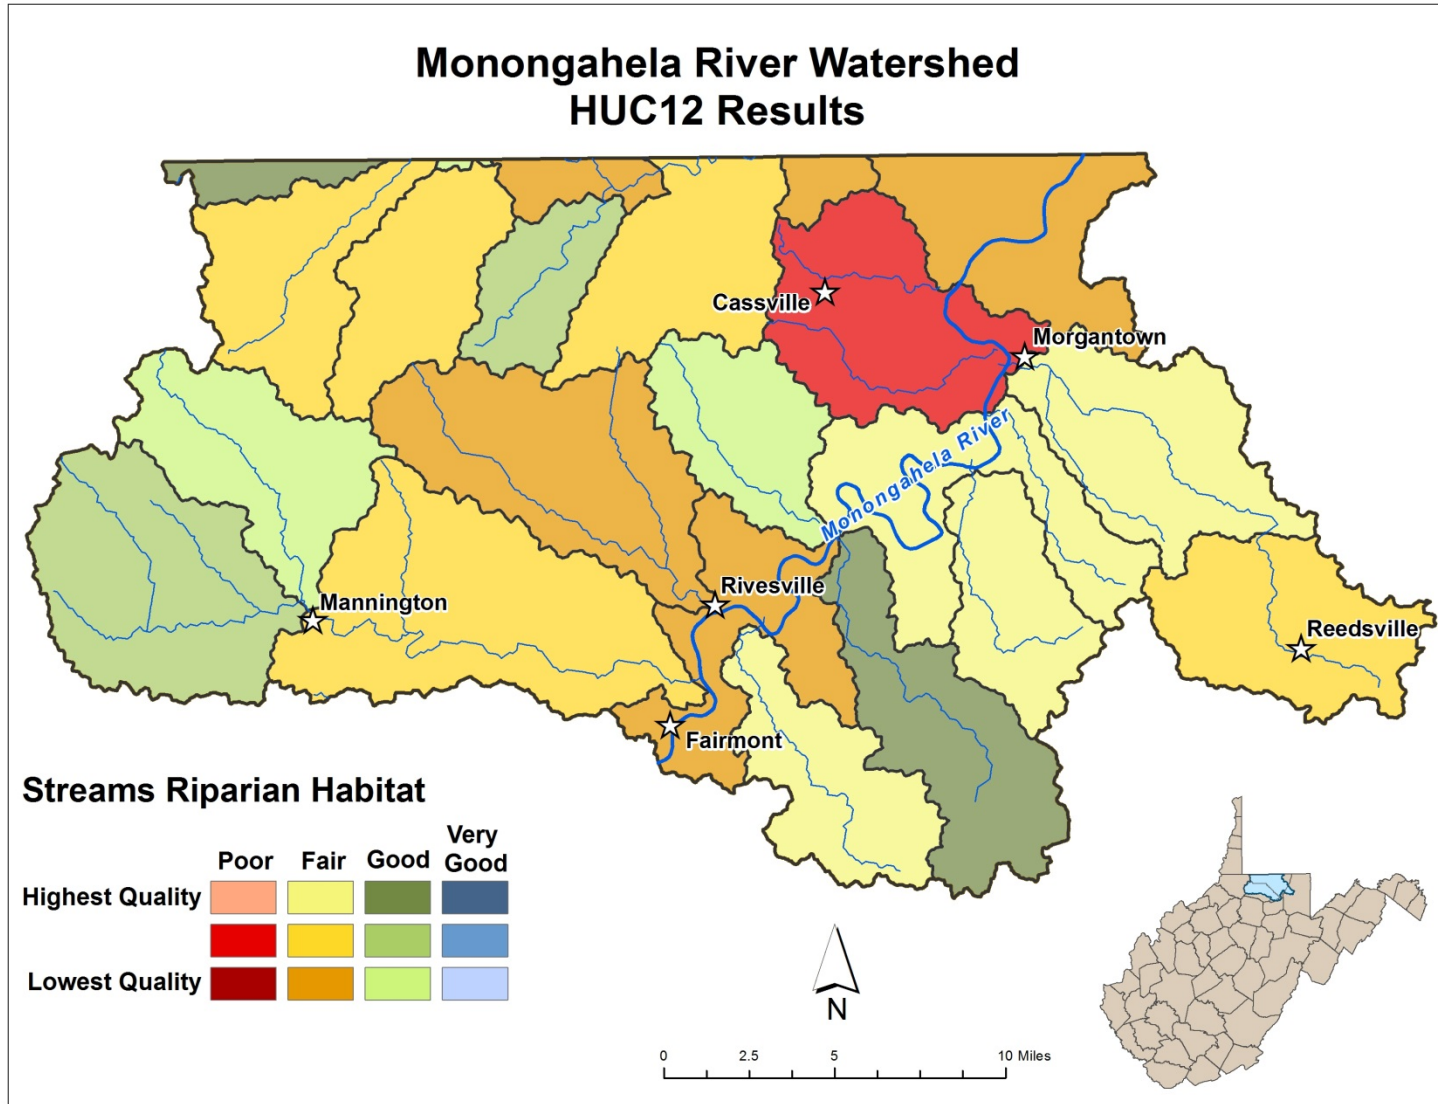 Monongahela River Watershed
HUC12 Results
Cassville
Morgantown
Monongahela River
Rivesville
Mannington
Reedsville
Fairmont
Streams Riparian Habitat
Poor Fair Good Very Good
Highest Quality
Lowest Quality
N
0 2.5 5 10 Miles